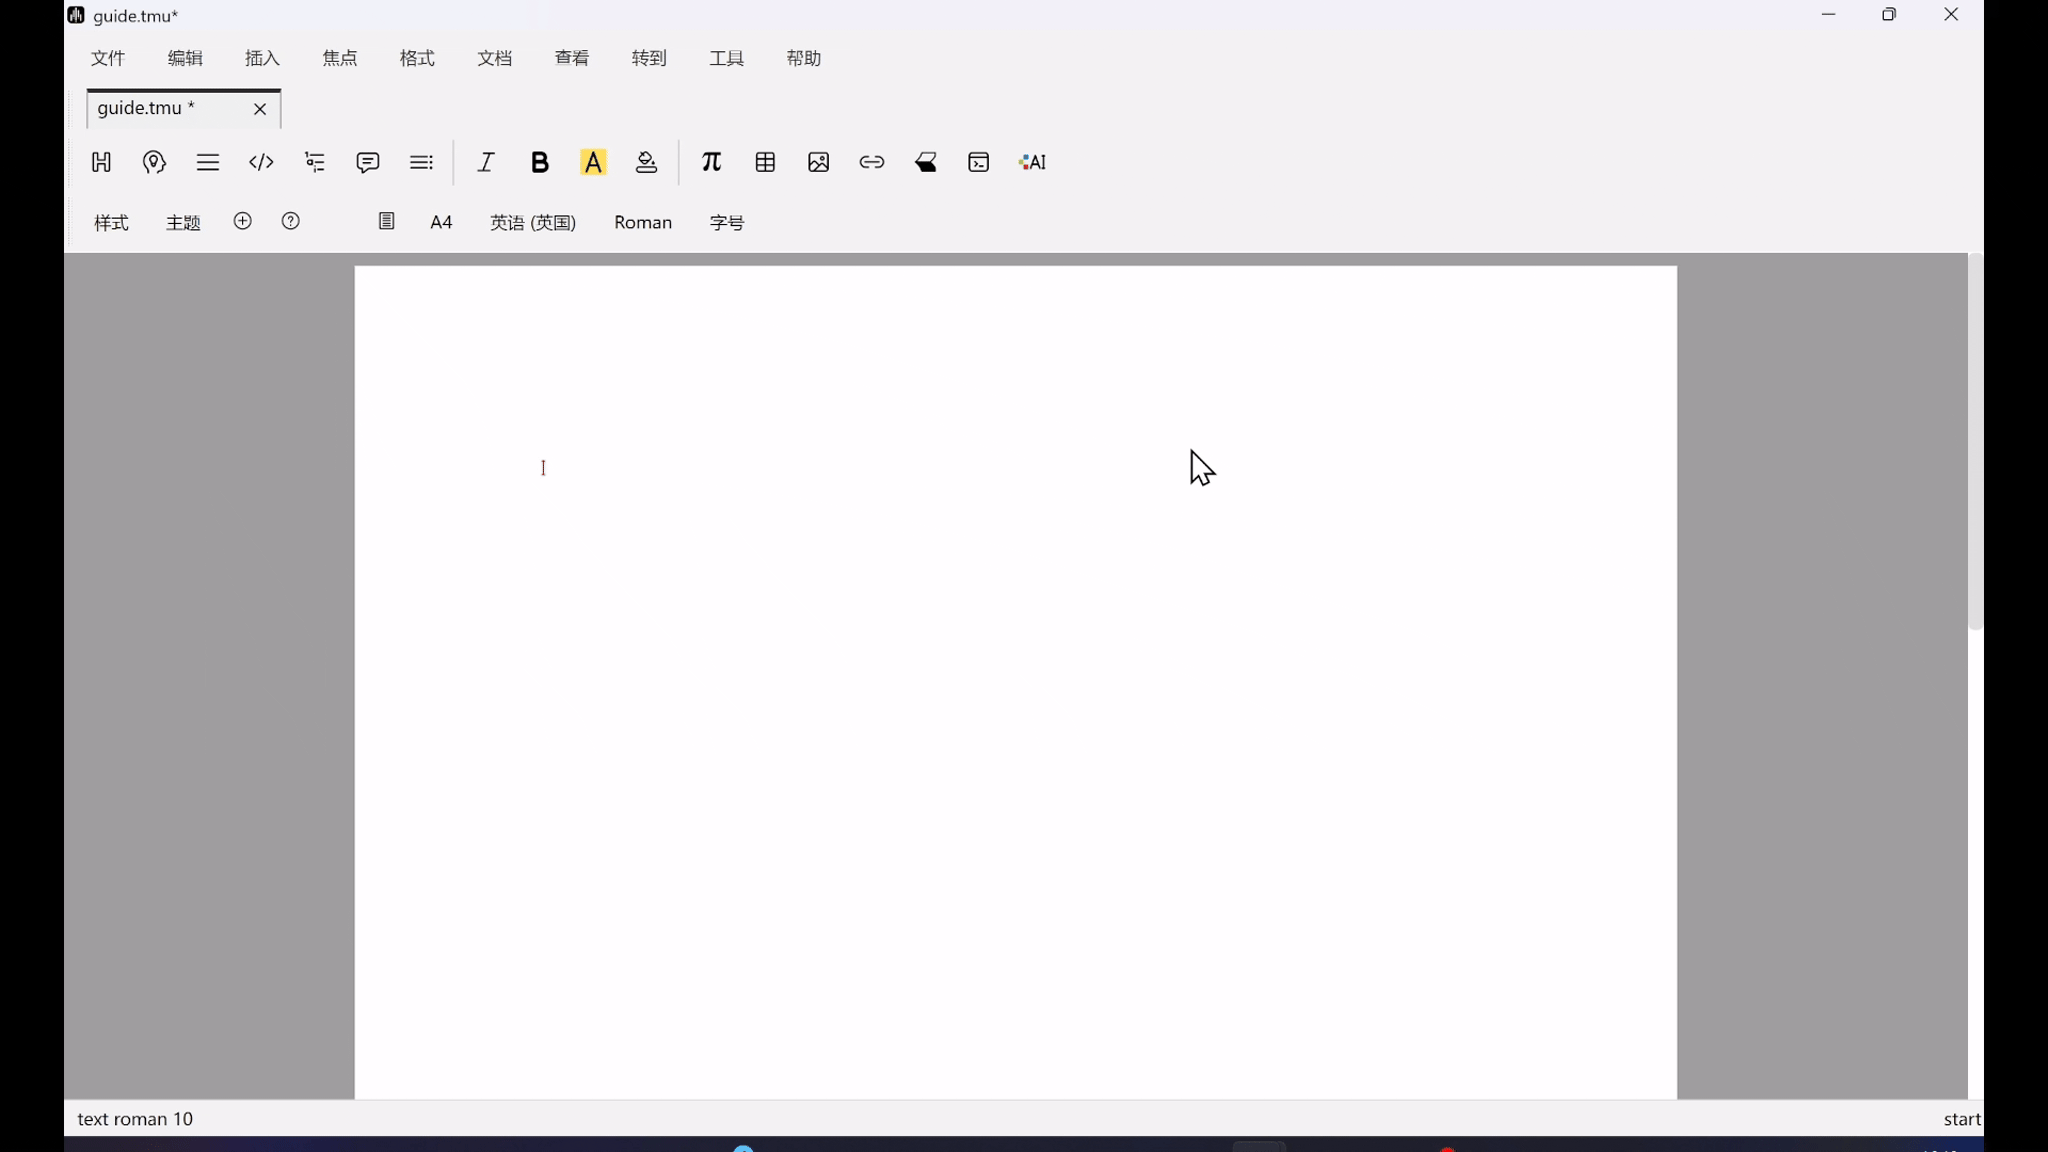 guide.tmu*
文件 编辑 插入 焦点 格式 文档 查看 转到 工具 帮助
guide.tmu *
H </> I B A π AI
样式 主题 A4 英语 (英国) Roman 字号
text roman 10 start